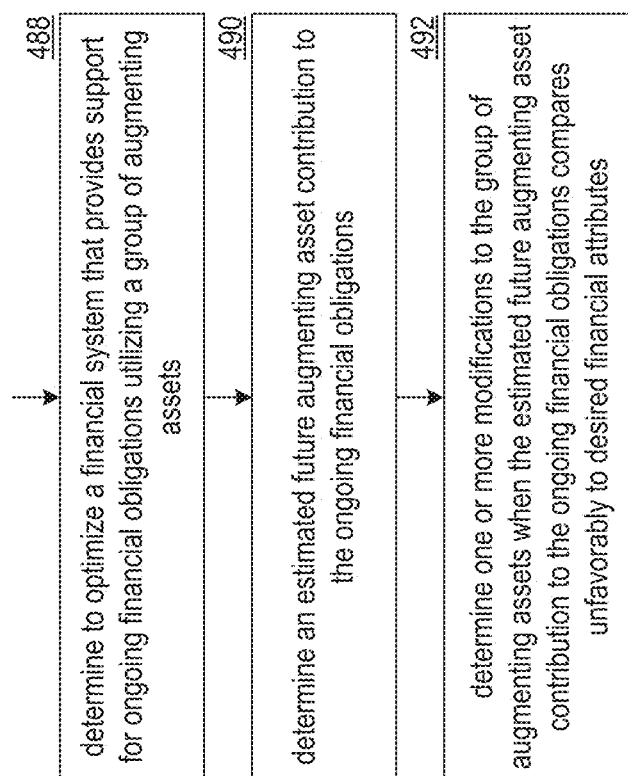 488
determine to optimize a financial system that provides support
for ongoing financial obligations utilizing a group of augmenting
assets
490
determine an estimated future augmenting asset contribution to
the ongoing financial obligations
492
determine one or more modifications to the group of
augmenting assets when the estimated future augmenting asset
contribution to the ongoing financial obligations compares
unfavorably to desired financial attributes